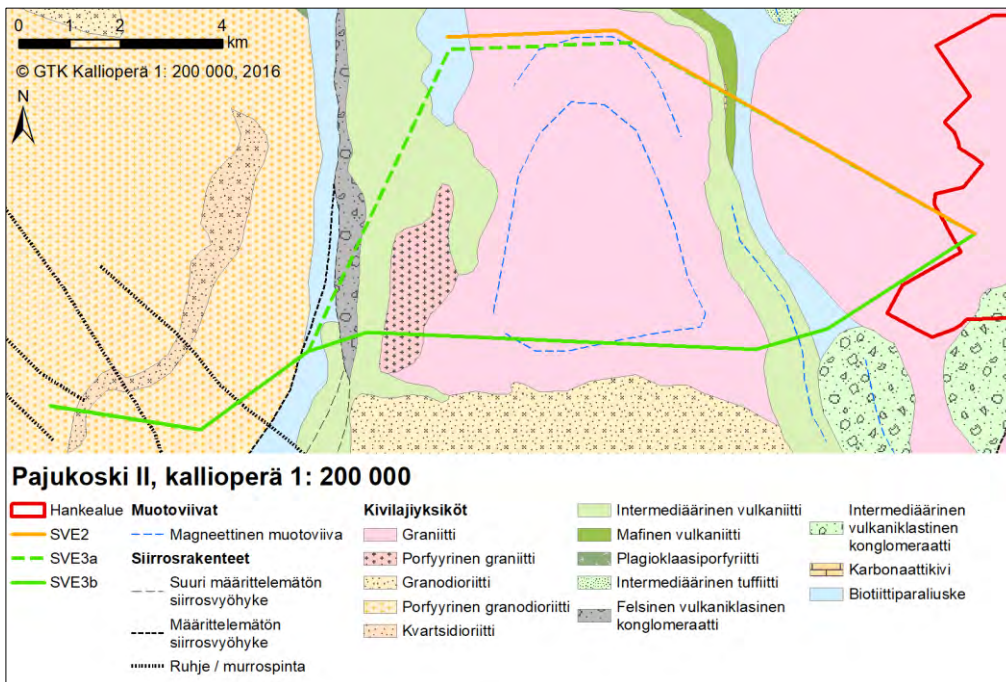 0 1 2 4
km
© GTK Kallioperä 1: 200 000, 2016
N
Pajukoski II, kallioperä 1: 200 000
Hankealue
SVE2
SVE3a
SVE3b
Muotoviivat
Magneettinen muotoviiva
Siirrosrakenteet
Suuri määrittelemätön
siirrosvyöhyke
Määrittelemätön
siirrosvyöhyke
Ruhje / murrospinta
Kivilajiyksiköt
Graniitti
Porfyyrinen graniitti
Granodioriitti
Porfyyrinen granodioriitti
Kvartsidioriitti
Intermediäärinen vulkaniitti
Mafinen vulkaniitti
Plagioklaasiporfyriitti
Intermediäärinen tuffiitti
Felsinen vulkaniklasinen
konglomeraatti
Intermediäärinen
vulkaniklastinen
konglomeraatti
Karbonaattikivi
Biotiittiparaliuske